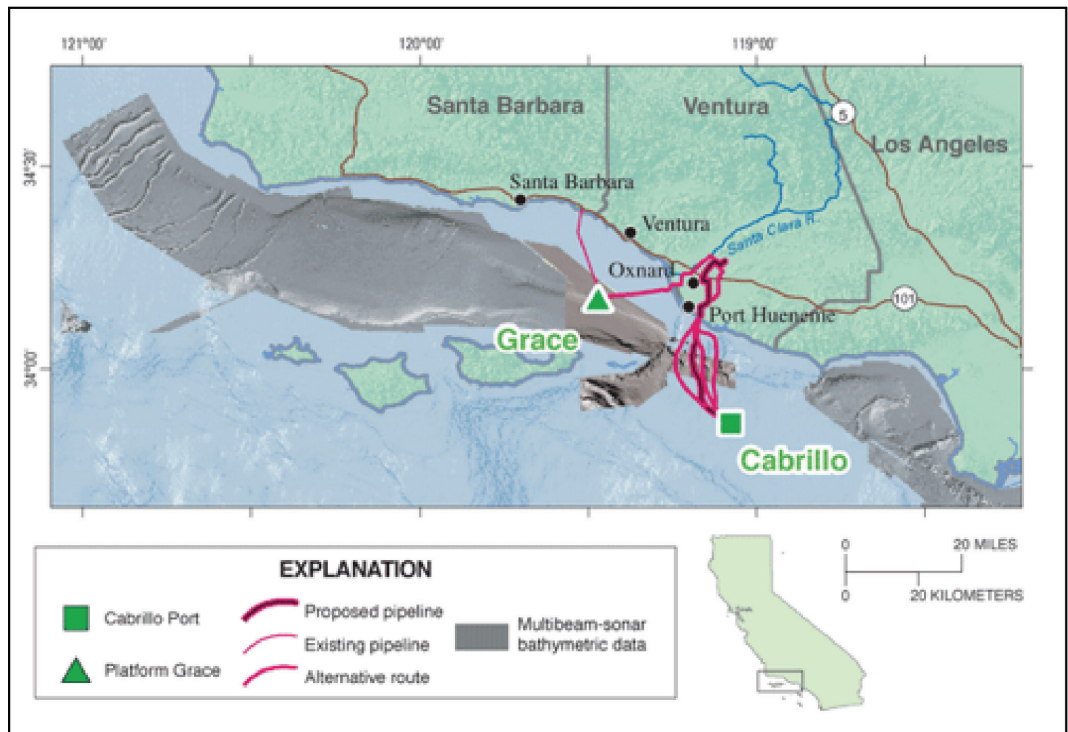 121°00'
120°00'
119°00'
34°30'
34°00'
Santa Barbara
Ventura
Los Angeles
5
Santa Barbara
Ventura
Santa Clara R.
Oxnard
101
Port Hueneme
Grace
Cabrillo
EXPLANATION
Cabrillo Port
Platform Grace
Proposed pipeline
Existing pipeline
Alternative route
Multibeam-sonar
bathymetric data
0 20 MILES
0 20 KILOMETERS